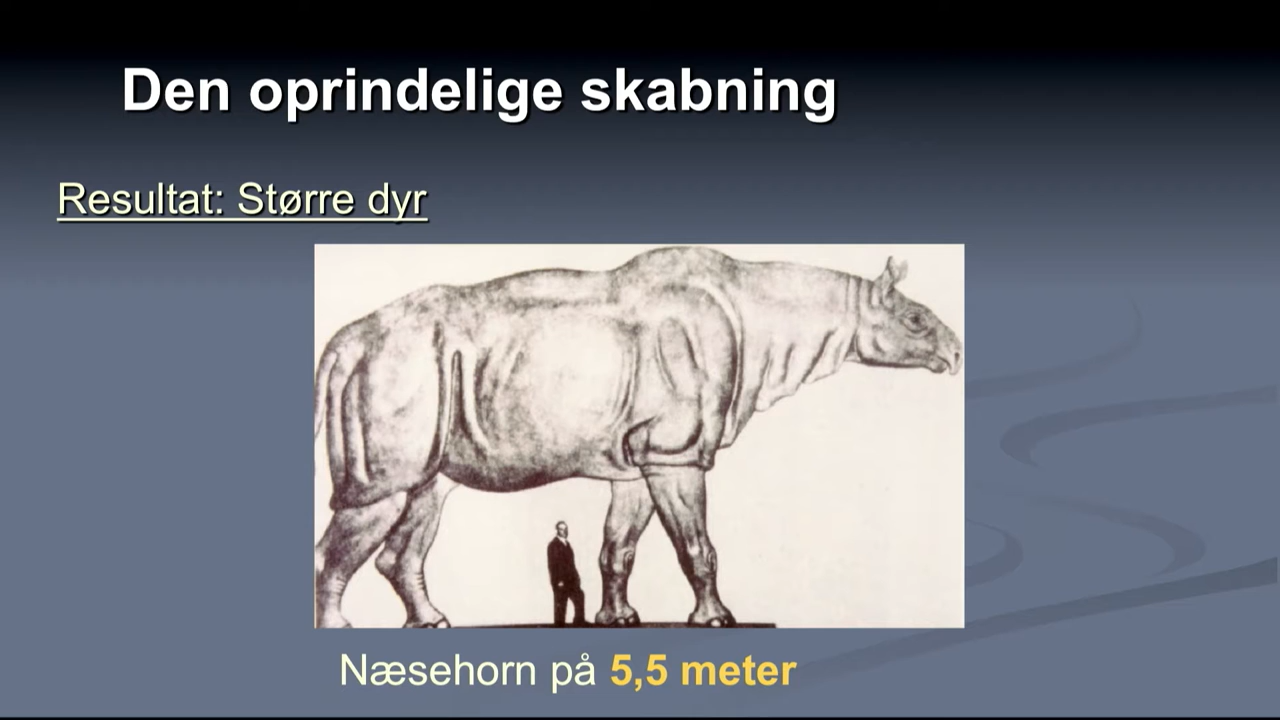 Den oprindelige skabning
Resultat: Større dyr
Næsehorn på 5,5 meter